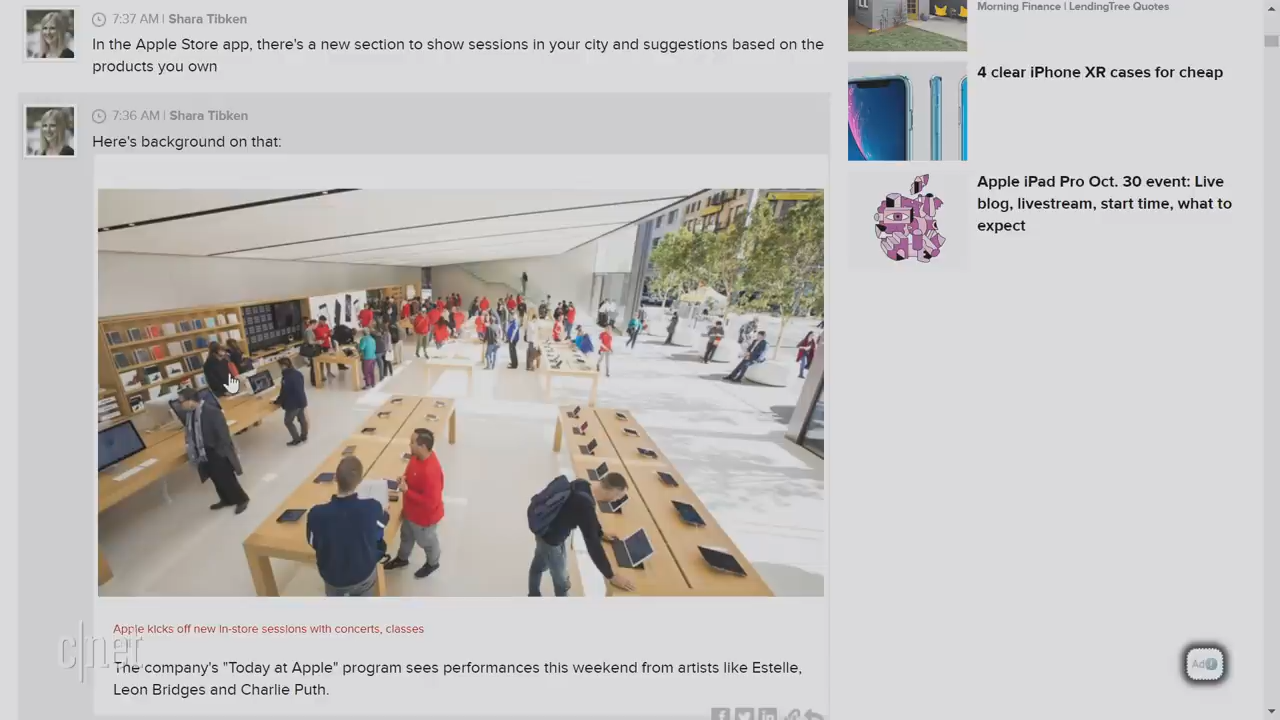 7:37 AM | Shara Tibken
In the Apple Store app, there's a new section to show sessions in your city and suggestions based on the
products you own
7:36 AM | Shara Tibken
Here's background on that:
Apple kicks off new in-store sessions with concerts, classes
The company's "Today at Apple" program sees performances this weekend from artists like Estelle,
Leon Bridges and Charlie Puth.
c|net
Morning Finance | LendingTree Quotes
4 clear iPhone XR cases for cheap
Apple iPad Pro Oct. 30 event: Live
blog, livestream, start time, what to
expect
Ad